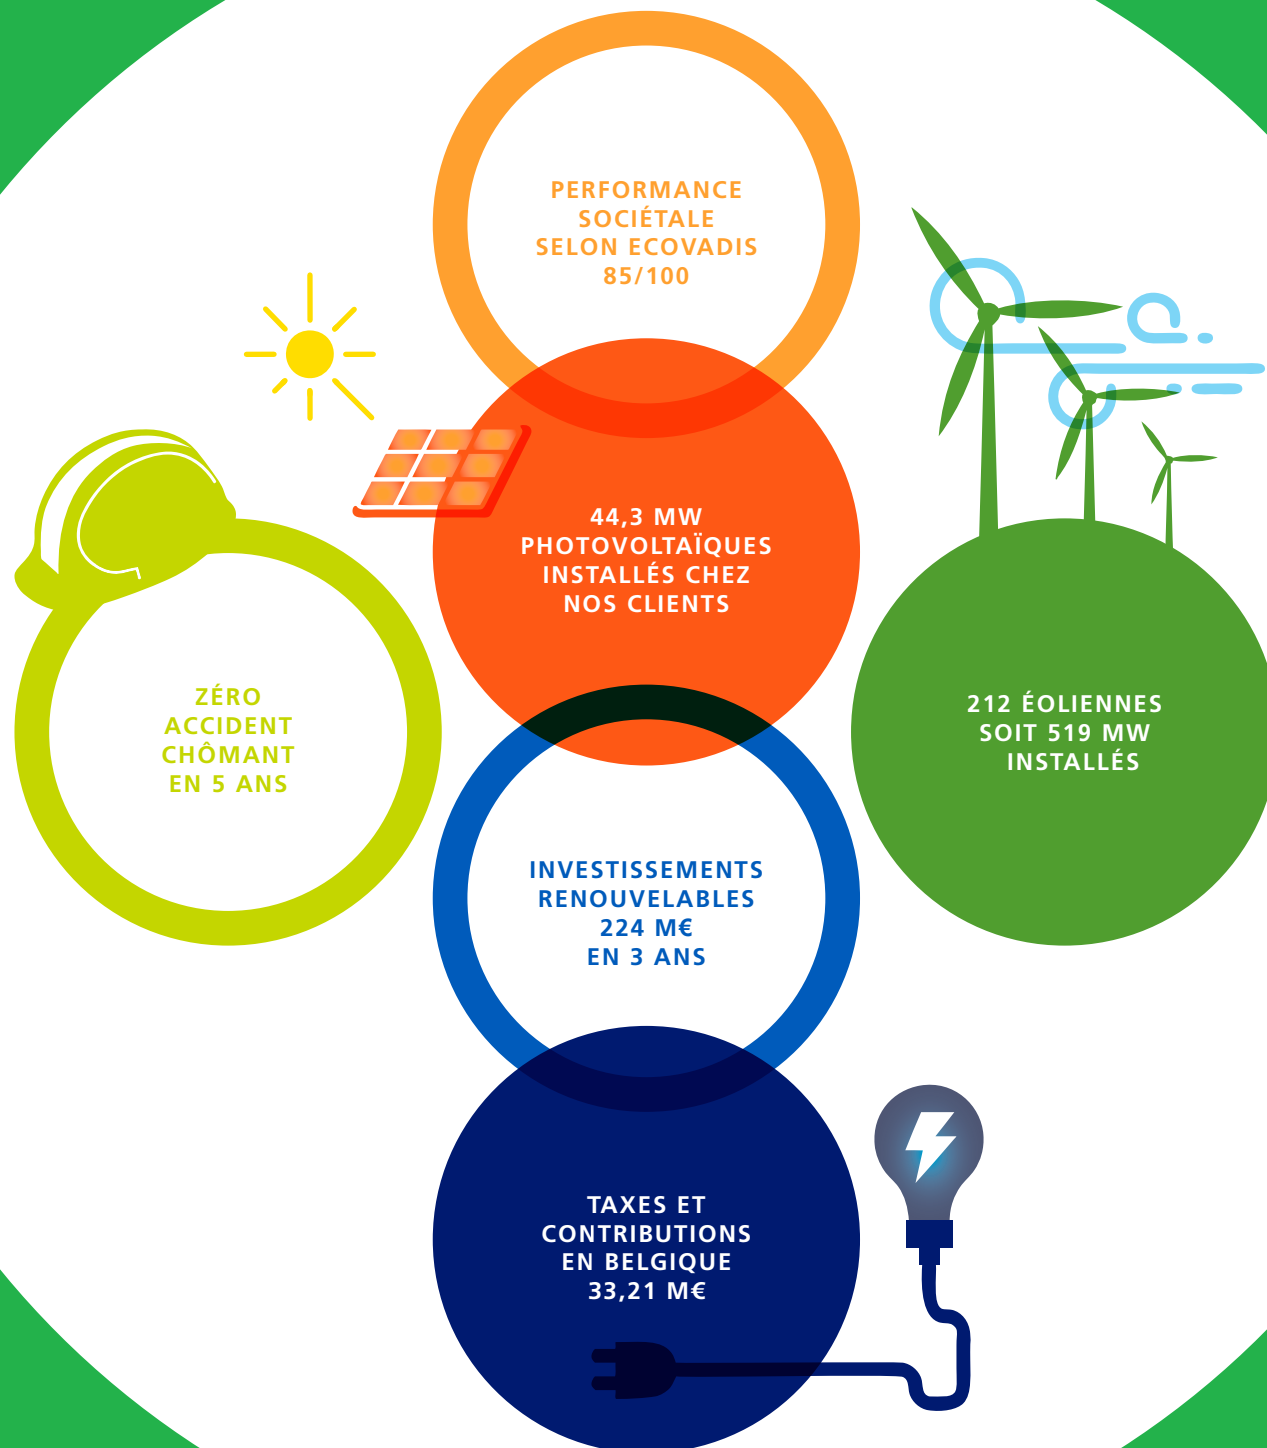 PERFORMANCE
SOCIÉTALE
SELON ECOVADIS
85/100
44,3 MW
PHOTOVOLTAÏQUES
INSTALLÉS CHEZ
NOS CLIENTS
ZÉRO
ACCIDENT
CHÔMANT
EN 5 ANS
212 ÉOLIENNES
SOIT 519 MW
INSTALLÉS
INVESTISSEMENTS
RENOUVELABLES
224 M€
EN 3 ANS
TAXES ET
CONTRIBUTIONS
EN BELGIQUE
33,21 M€